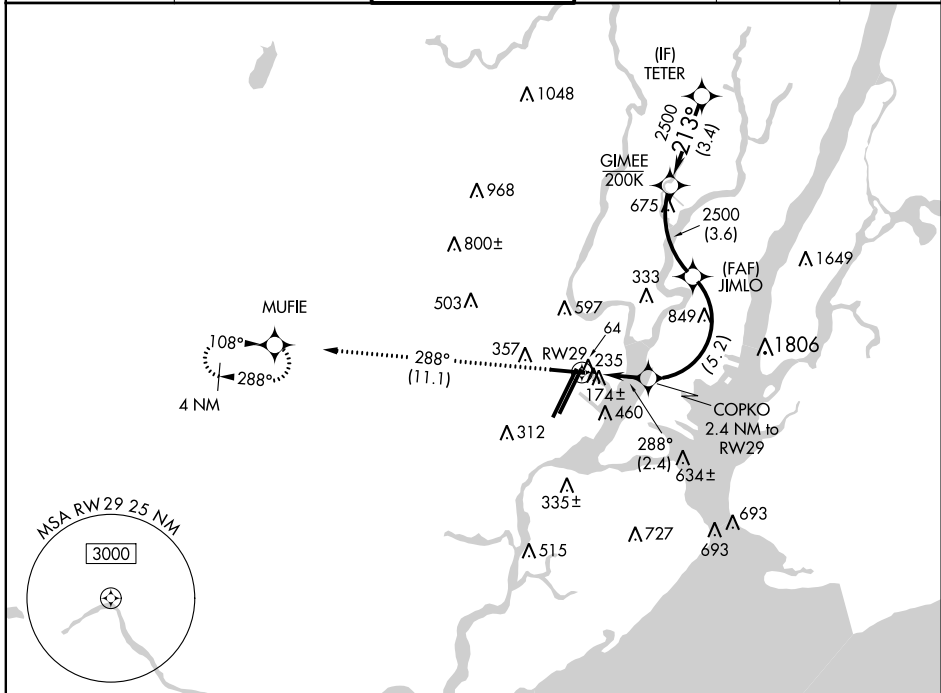 (IF)
TETER
1048
2500
213°
(3.4)
GIMEE
200K
968
675
2500
(3.6)
800±
1649
(FAF)
JIMLO
333
503
597
MUFIE
849
64
1806
108°
357
RW29
235
288°
(11.1)
(5.2)
288°
174±
4 NM
460
COPKO
2.4 NM to
RW29
312
288°
(2.4)
634±
335±
MSA RW29 25 NM
693
727
693
3000
515